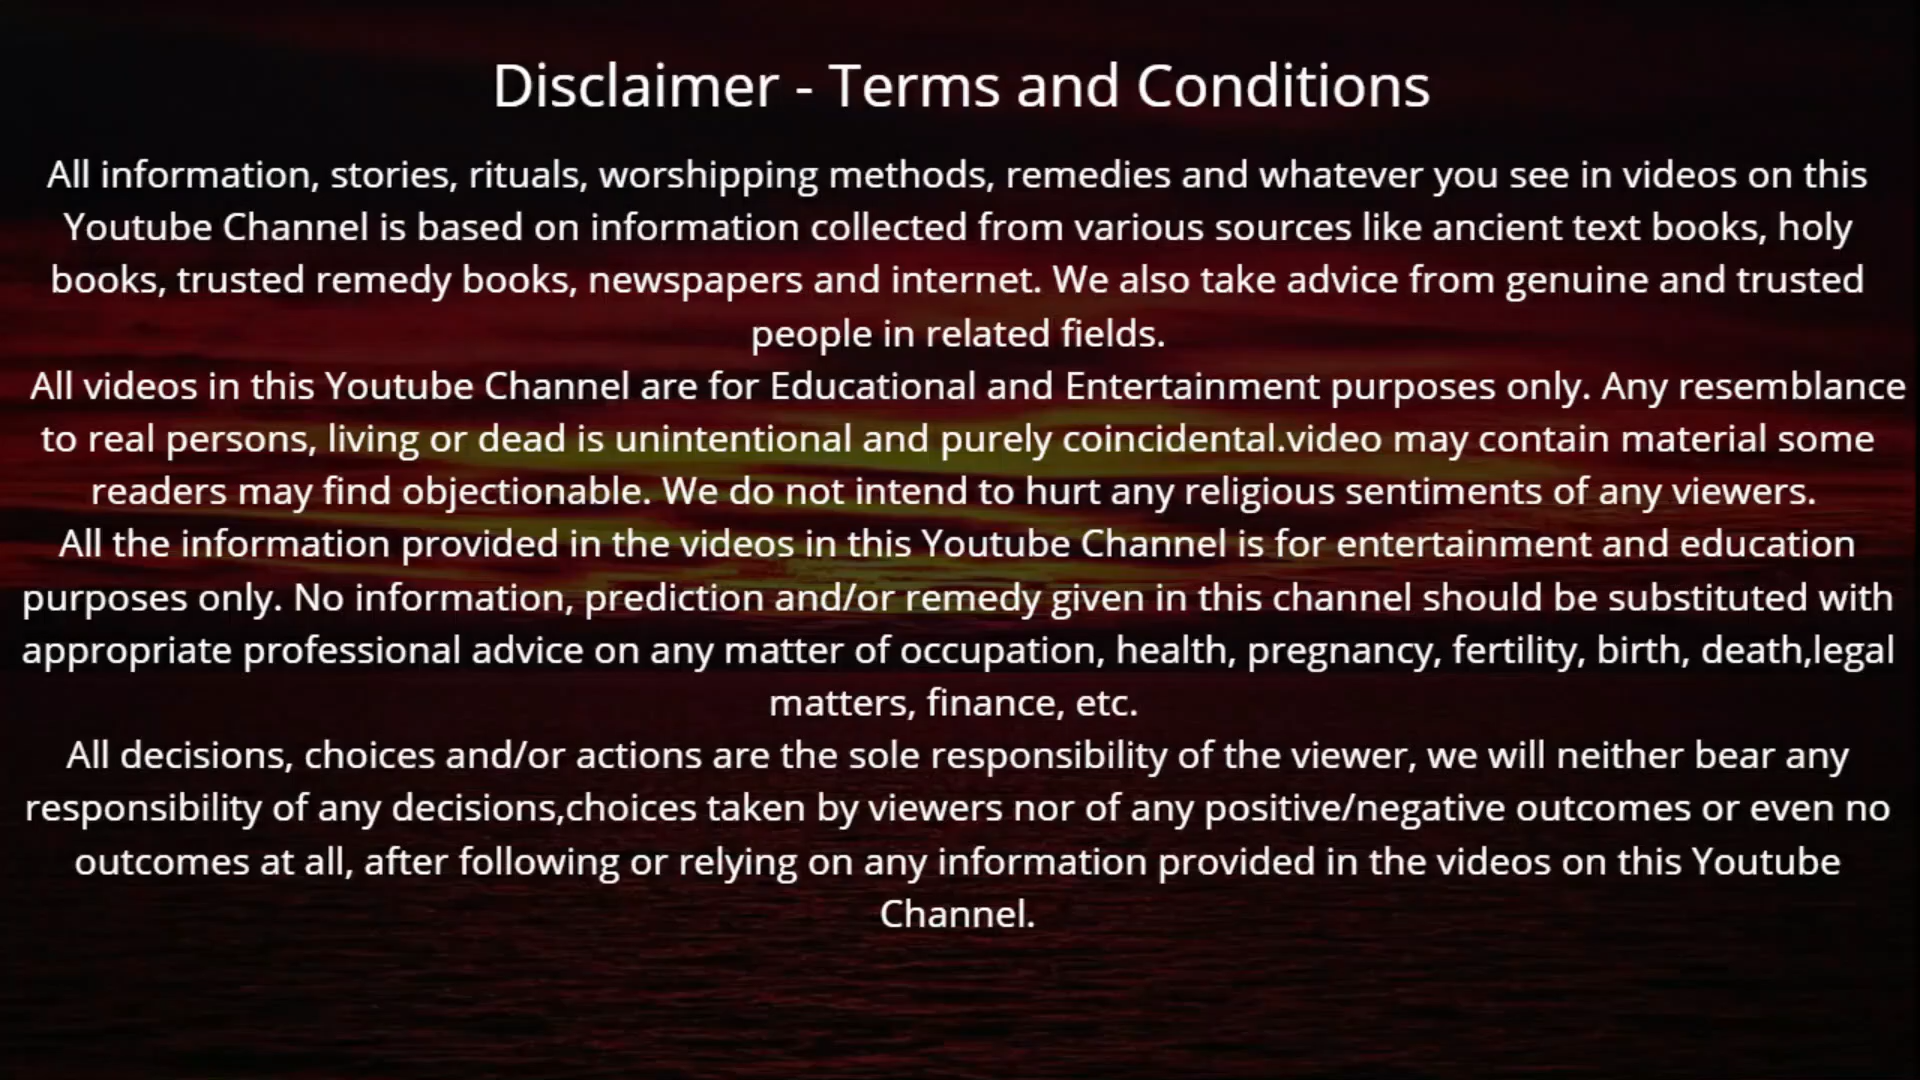 Disclaimer - Terms and Conditions
All information, stories, rituals, worshipping methods, remedies and whatever you see in videos on this
Youtube Channel is based on information collected from various sources like ancient text books, holy
books, trusted remedy books, newspapers and internet. We also take advice from genuine and trusted
people in related fields.
All videos in this Youtube Channel are for Educational and Entertainment purposes only. Any resemblance
to real persons, living or dead is unintentional and purely coincidental.video may contain material some
readers may find objectionable. We do not intend to hurt any religious sentiments of any viewers.
All the information provided in the videos in this Youtube Channel is for entertainment and education
purposes only. No information, prediction and/or remedy given in this channel should be substituted with
appropriate professional advice on any matter of occupation, health, pregnancy, fertility, birth, death,legal
matters, finance, etc.
All decisions, choices and/or actions are the sole responsibility of the viewer, we will neither bear any
responsibility of any decisions,choices taken by viewers nor of any positive/negative outcomes or even no
outcomes at all, after following or relying on any information provided in the videos on this Youtube
Channel.